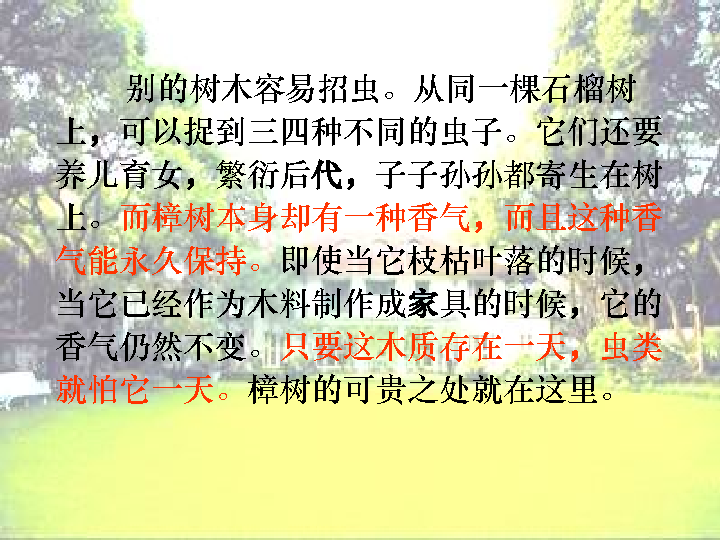 别的树木容易招虫。从同一棵石榴树
上，可以捉到三四种不同的虫子。它们还要
养儿育女，繁衍后代，子子孙孙都寄生在树
上。而樟树本身却有一种香气，而且这种香
气能永久保持。即使当它枝枯叶落的时候，
当它已经作为木料制作成家具的时候，它的
香气仍然不变。只要这木质存在一天，虫类
就怕它一天。樟树的可贵之处就在这里。